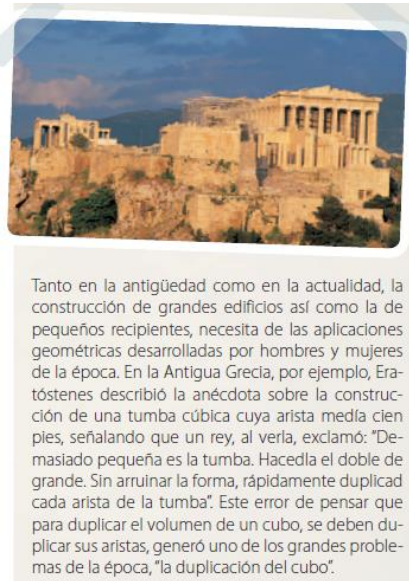 Tanto en la antigüedad como en la actualidad, la
construcción de grandes edificios así como la de
pequeños recipientes, necesita de las aplicaciones
geométricas desarrolladas por hombres y mujeres
de la época. En la Antigua Grecia, por ejemplo, Era-
tóstenes describió la anécdota sobre la construc-
ción de una tumba cúbica cuya arista medía cien
pies, señalando que un rey, al verla, exclamó: "De-
masiado pequeña es la tumba. Hacedla el doble de
grande. Sin arruinar la forma, rápidamente duplicad
cada arista de la tumba". Este error de pensar que
para duplicar el volumen de un cubo, se deben du-
plicar sus aristas, generó uno de los grandes proble-
mas de la época, "la duplicación del cubo".